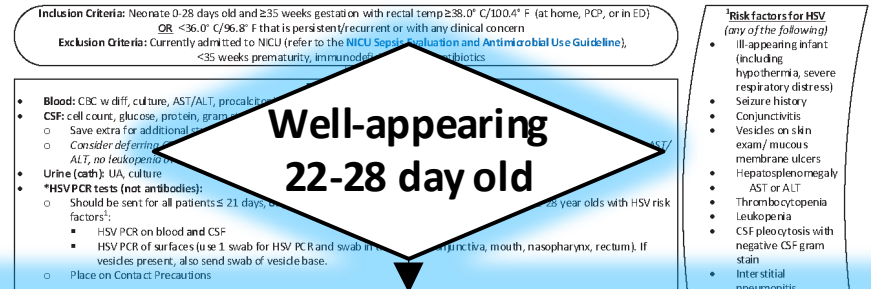 Inclusion Criteria: Neonate 0-28 days old and ≥35 weeks gestation with rectal temp ≥38.0° C/100.4° F (at home, PCP, or in ED)
OR <36.0° C/96.8° F that is persistent/recurrent or with any clinical concern
Exclusion Criteria: Currently admitted to NICU (refer to the NICU Sepsis Evaluation and Antimicrobial Use Guideline),
<35 weeks prematurity, immunodefi
• Blood: CBC w diff, culture, AST/ALT,
• CSF: cell count, glucose, protein, gram
○ Save extra for additional
○ Consider deferring AST/
ALT, no leukopenia
• Urine (cath): UA, culture
• *HSV PCR tests (not antibodies):
○ Should be sent for all patients ≤ 21 days, year olds with HSV risk
factors¹:
▪ HSV PCR on blood and CSF
▪ HSV PCR of surfaces (use 1 swab for HSV PCR and swab in mouth, nasopharynx, rectum). If
vesicles present, also send swab of vesicle base.
○ Place on Contact Precautions
Well-appearing
22-28 day old
¹Risk factors for HSV
(any of the following)
• Ill-appearing infant
(including
hypothermia, severe
respiratory distress)
• Seizure history
• Conjunctivitis
• Vesicles on skin
exam/ mucous
membrane ulcers
• Hepatosplenomegaly
• AST or ALT
• Thrombocytopenia
• Leukopenia
• CSF pleocytosis with
negative CSF gram
stain
• Interstitial
pneumonitis